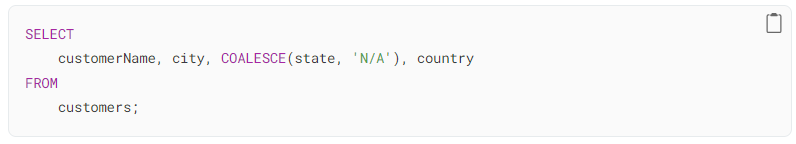 SELECT
    customerName, city, COALESCE(state, 'N/A'), country
FROM
    customers;